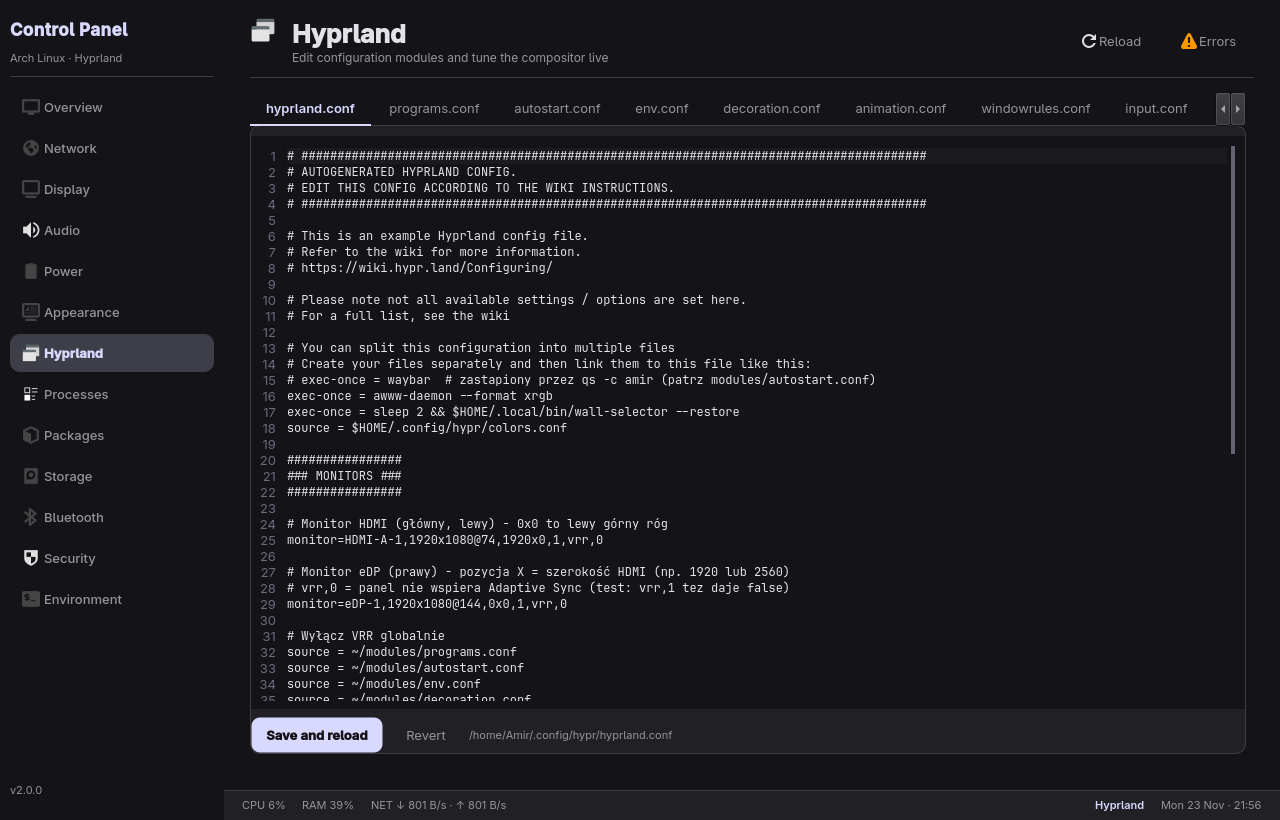 Control Panel
Arch Linux · Hyprland
Overview
Network
Display
Audio
Power
Appearance
Hyprland
Processes
Packages
Storage
Bluetooth
Security
Environment
v2.0.0
Hyprland
Edit configuration modules and tune the compositor live
Reload
Errors
hyprland.conf programs.conf autostart.conf env.conf decoration.conf animation.conf windowrules.conf input.conf
1 # #######################################################################################
2 # AUTOGENERATED HYPRLAND CONFIG.
3 # EDIT THIS CONFIG ACCORDING TO THE WIKI INSTRUCTIONS.
4 # #######################################################################################
5
6 # This is an example Hyprland config file.
7 # Refer to the wiki for more information.
8 # https://wiki.hypr.land/Configuring/
9
10 # Please note not all available settings / options are set here.
11 # For a full list, see the wiki
12
13 # You can split this configuration into multiple files
14 # Create your files separately and then link them to this file like this:
15 # exec-once = waybar  # zastapiony przez qs -c amir (patrz modules/autostart.conf)
16 exec-once = awww-daemon --format xrgb
17 exec-once = sleep 2 && $HOME/.local/bin/wall-selector --restore
18 source = $HOME/.config/hypr/colors.conf
19
20 ################
21 ### MONITORS ###
22 ################
23
24 # Monitor HDMI (główny, lewy) - 0x0 to lewy górny róg
25 monitor=HDMI-A-1,1920x1080@74,1920x0,1,vrr,0
26
27 # Monitor eDP (prawy) - pozycja X = szerokość HDMI (np. 1920 lub 2560)
28 # vrr,0 = panel nie wspiera Adaptive Sync (test: vrr,1 tez daje false)
29 monitor=eDP-1,1920x1080@144,0x0,1,vrr,0
30
31 # Wyłącz VRR globalnie
32 source = ~/modules/programs.conf
33 source = ~/modules/autostart.conf
34 source = ~/modules/env.conf
35 source = ~/modules/decoration.conf
Save and reload
Revert
/home/Amir/.config/hypr/hyprland.conf
CPU 6% RAM 39% NET ↓ 801 B/s · ↑ 801 B/s
Hyprland Mon 23 Nov · 21:56